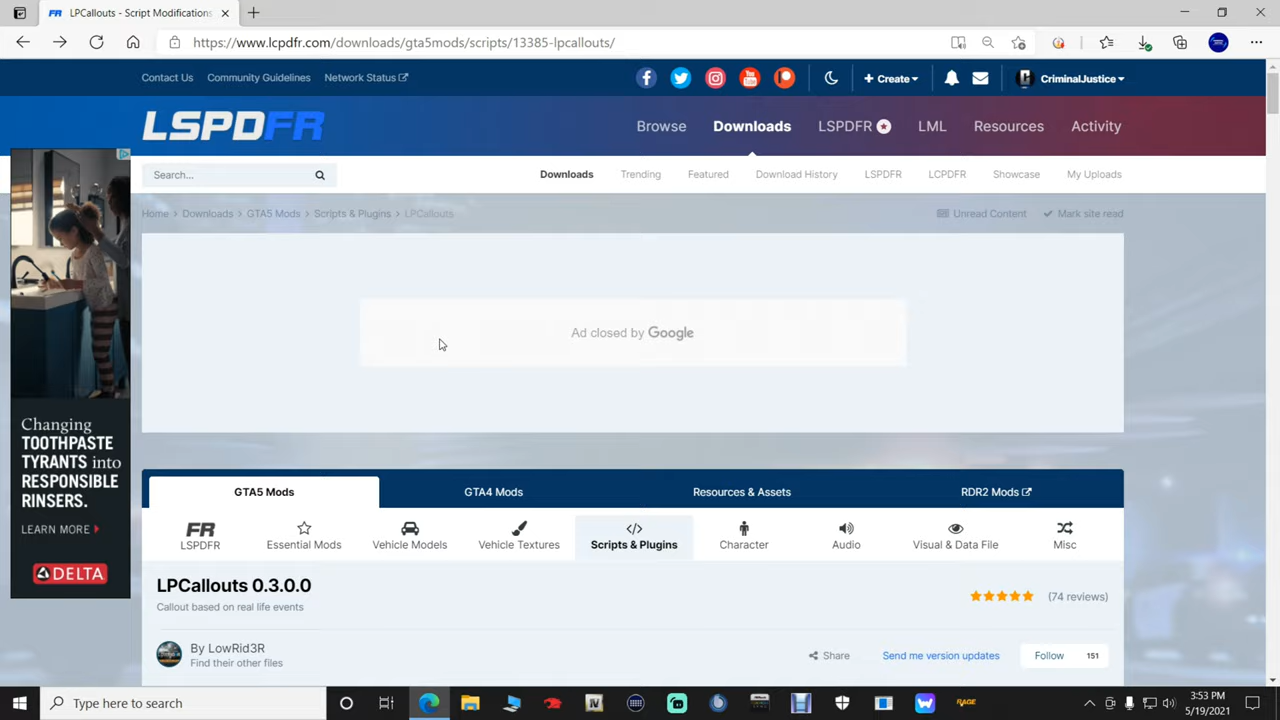 LPCallouts - Script Modifications
https://www.lcpdfr.com/downloads/gta5mods/scripts/13385-lpcallouts/
Contact Us Community Guidelines Network Status
Create CriminalJustice
LSPDFR
Browse Downloads LSPDFR LML Resources Activity
Search...
Downloads Trending Featured Download History LSPDFR LCPDFR Showcase My Uploads
Home > Downloads > GTA5 Mods > Scripts & Plugins > LPCallouts
Unread Content Mark site read
Ad closed by Google
Changing
TOOTHPASTE
TYRANTS into
RESPONSIBLE
RINSERS.
LEARN MORE
DELTA
GTA5 Mods GTA4 Mods Resources & Assets RDR2 Mods
FR
LSPDFR Essential Mods Vehicle Models Vehicle Textures Scripts & Plugins Character Audio Visual & Data File Misc
LPCallouts 0.3.0.0
Callout based on real life events
(74 reviews)
By LowRid3R
Find their other files
Share Send me version updates Follow 151
Type here to search
RAGE
3:53 PM
5/19/2021